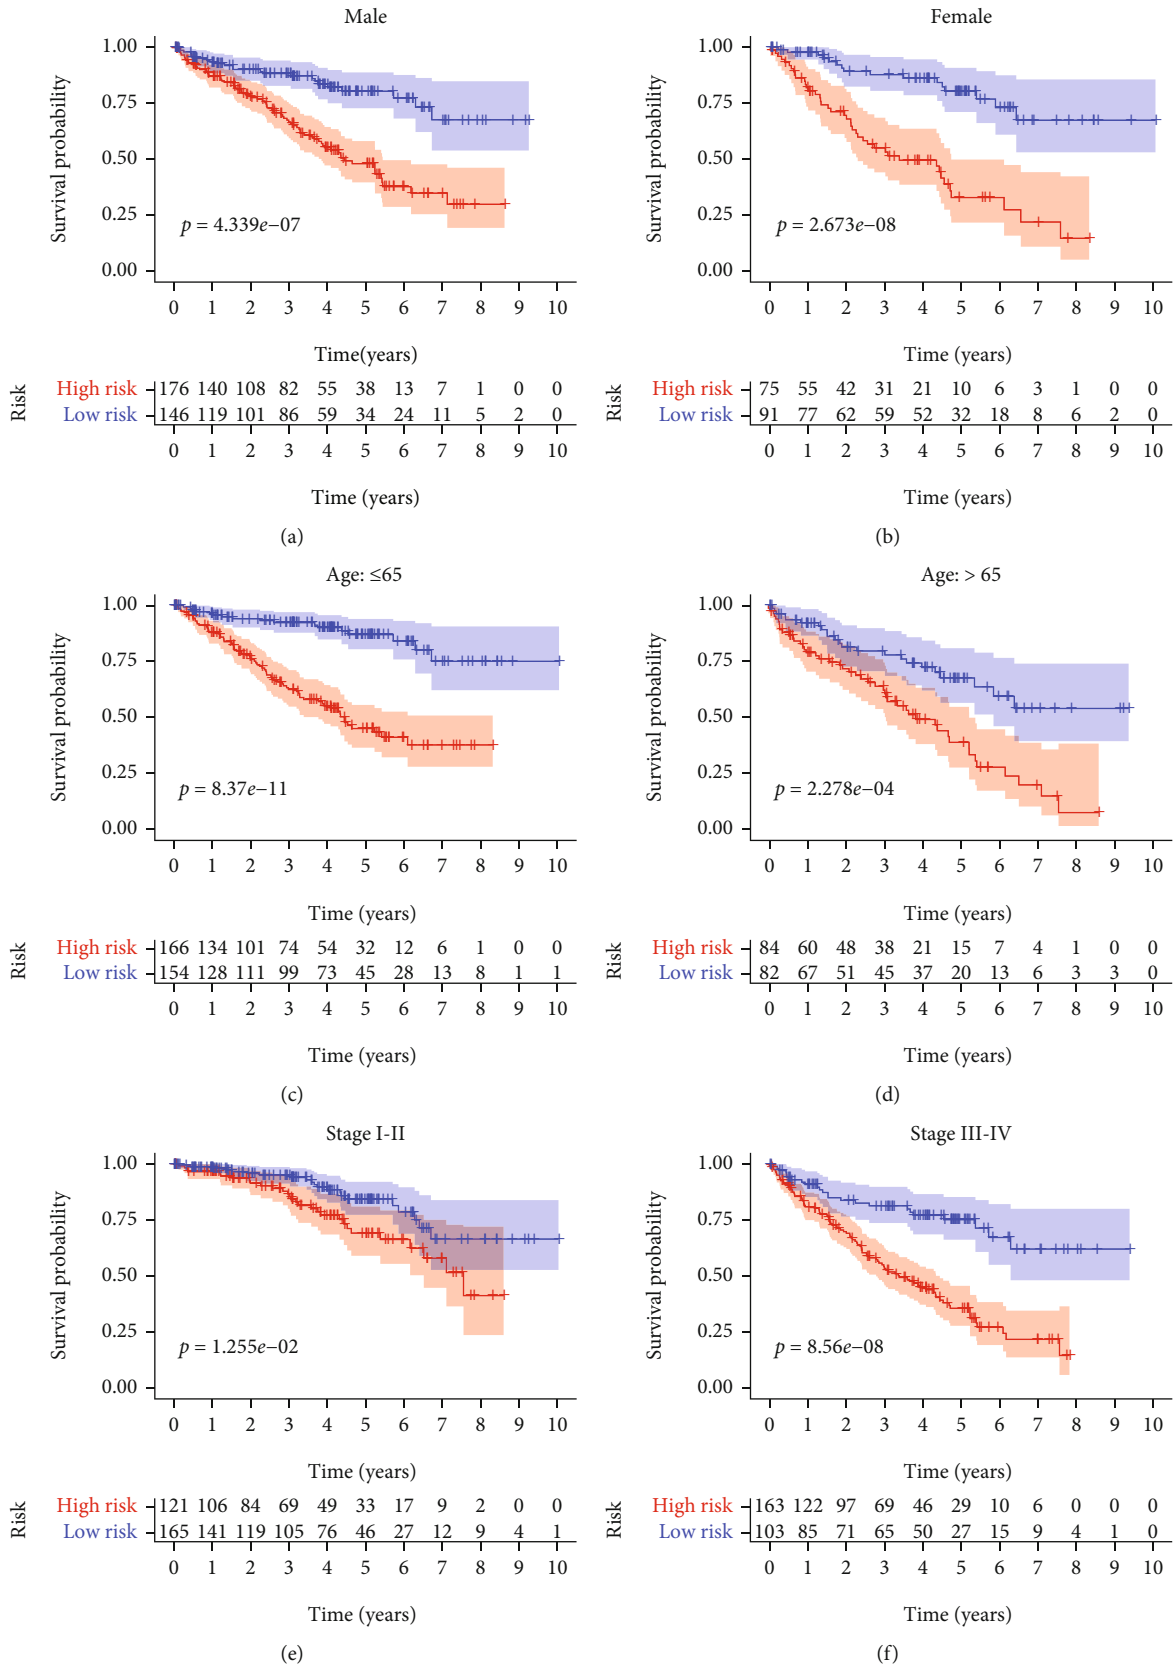 Male
Survival probability
1.00
0.75
0.50
0.25
0.00
p = 4.339e–07
0 1 2 3 4 5 6 7 8 9 10
Time(years)
Risk
High risk 176 140 108 82 55 38 13 7 1 0 0
Low risk 146 119 101 86 59 34 24 11 5 2 0
0 1 2 3 4 5 6 7 8 9 10
Time (years)
(a)
Female
Survival probability
1.00
0.75
0.50
0.25
0.00
p = 2.673e–08
0 1 2 3 4 5 6 7 8 9 10
Time (years)
Risk
High risk 75 55 42 31 21 10 6 3 1 0 0
Low risk 91 77 62 59 52 32 18 8 6 2 0
0 1 2 3 4 5 6 7 8 9 10
Time (years)
(b)
Age: ≤65
Survival probability
1.00
0.75
0.50
0.25
0.00
p = 8.37e–11
0 1 2 3 4 5 6 7 8 9 10
Time (years)
Risk
High risk 166 134 101 74 54 32 12 6 1 0 0
Low risk 154 128 111 99 73 45 28 13 8 1 1
0 1 2 3 4 5 6 7 8 9 10
Time (years)
(c)
Age: > 65
Survival probability
1.00
0.75
0.50
0.25
0.00
p = 2.278e–04
0 1 2 3 4 5 6 7 8 9 10
Time (years)
Risk
High risk 84 60 48 38 21 15 7 4 1 0 0
Low risk 82 67 51 45 37 20 13 6 3 3 0
0 1 2 3 4 5 6 7 8 9 10
Time (years)
(d)
Stage I-II
Survival probability
1.00
0.75
0.50
0.25
0.00
p = 1.255e–02
0 1 2 3 4 5 6 7 8 9 10
Time (years)
Risk
High risk 121 106 84 69 49 33 17 9 2 0 0
Low risk 165 141 119 105 76 46 27 12 9 4 1
0 1 2 3 4 5 6 7 8 9 10
Time (years)
(e)
Stage III-IV
Survival probability
1.00
0.75
0.50
0.25
0.00
p = 8.56e–08
0 1 2 3 4 5 6 7 8 9 10
Time (years)
Risk
High risk 163 122 97 69 46 29 10 6 0 0 0
Low risk 103 85 71 65 50 27 15 9 4 1 0
0 1 2 3 4 5 6 7 8 9 10
Time (years)
(f)